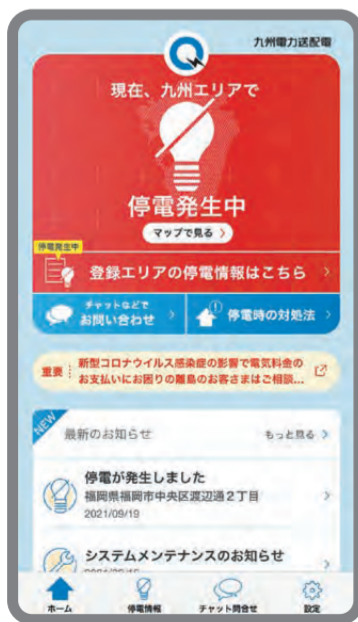 九州電力送配電
現在、九州エリアで
停電発生中
マップで見る
停電発生中
登録エリアの停電情報はこちら
チャットなどで
お問い合わせ
停電時の対処法
重要
新型コロナウイルス感染症の影響で電気料金の
お支払いにお困りの離島のお客さまはご相談...
NEW
最新のお知らせ
もっと見る
停電が発生しました
福岡県福岡市中央区渡辺通2丁目
2021/09/19
システムメンテナンスのお知らせ
ホーム
停電情報
チャット問合せ
設定